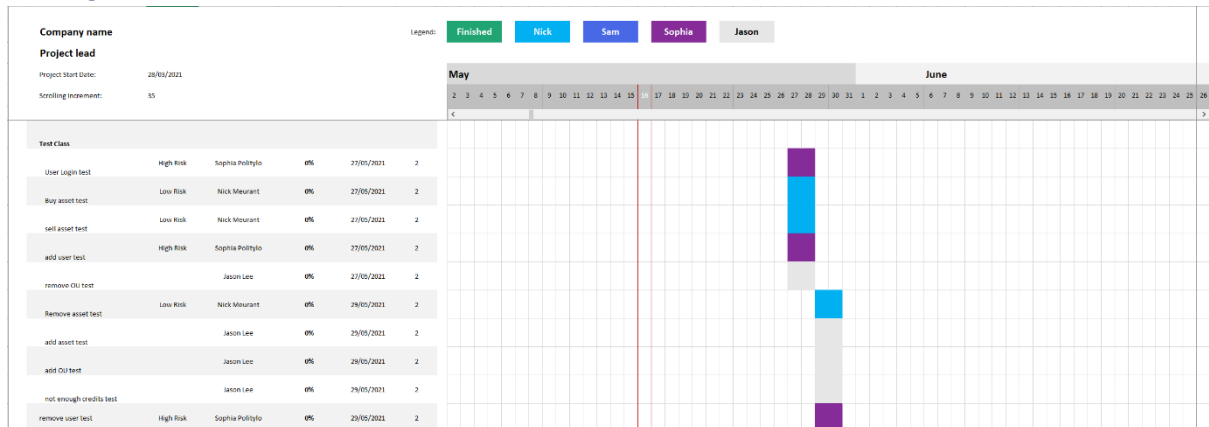 Company name
Legend: Finished Nick Sam Sophia Jason
Project lead
Project Start Date: 28/03/2021
May June
Scrolling Increment: 35
2 3 4 5 6 7 8 9 10 11 12 13 14 15 16 17 18 19 20 21 22 23 24 25 26 27 28 29 30 31 1 2 3 4 5 6 7 8 9 10 11 12 13 14 15 16 17 18 19 20 21 22 23 24 25 26
Test Class
User Login test High Risk Sophia Politylo 0% 27/05/2021 2
Buy asset test Low Risk Nick Meurant 0% 27/05/2021 2
sell asset test Low Risk Nick Meurant 0% 27/05/2021 2
add user test High Risk Sophia Politylo 0% 27/05/2021 2
remove OU test Jason Lee 0% 27/05/2021 2
Remove asset test Low Risk Nick Meurant 0% 29/05/2021 2
add asset test Jason Lee 0% 29/05/2021 2
add OU test Jason Lee 0% 29/05/2021 2
not enough credits test Jason Lee 0% 29/05/2021 2
remove user test High Risk Sophia Politylo 0% 29/05/2021 2